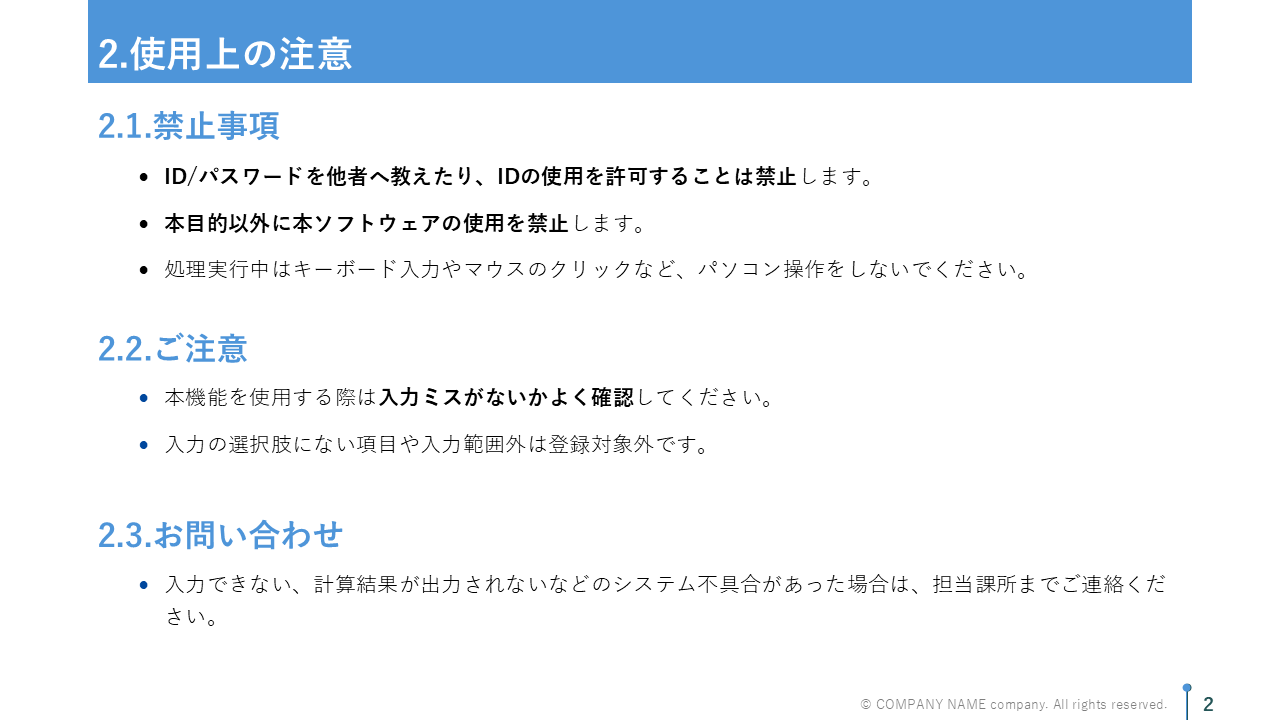 2.使用上の注意
2.1.禁止事項
• ID/パスワードを他者へ教えたり、IDの使用を許可することは禁止します。
• 本目的以外に本ソフトウェアの使用を禁止します。
• 処理実行中はキーボード入力やマウスのクリックなど、パソコン操作をしないでください。
2.2.ご注意
• 本機能を使用する際は入力ミスがないかよく確認してください。
• 入力の選択肢にない項目や入力範囲外は登録対象外です。
2.3.お問い合わせ
• 入力できない、計算結果が出力されないなどのシステム不具合があった場合は、担当課所までご連絡くだ
さい。
© COMPANY NAME company. All rights reserved.
2